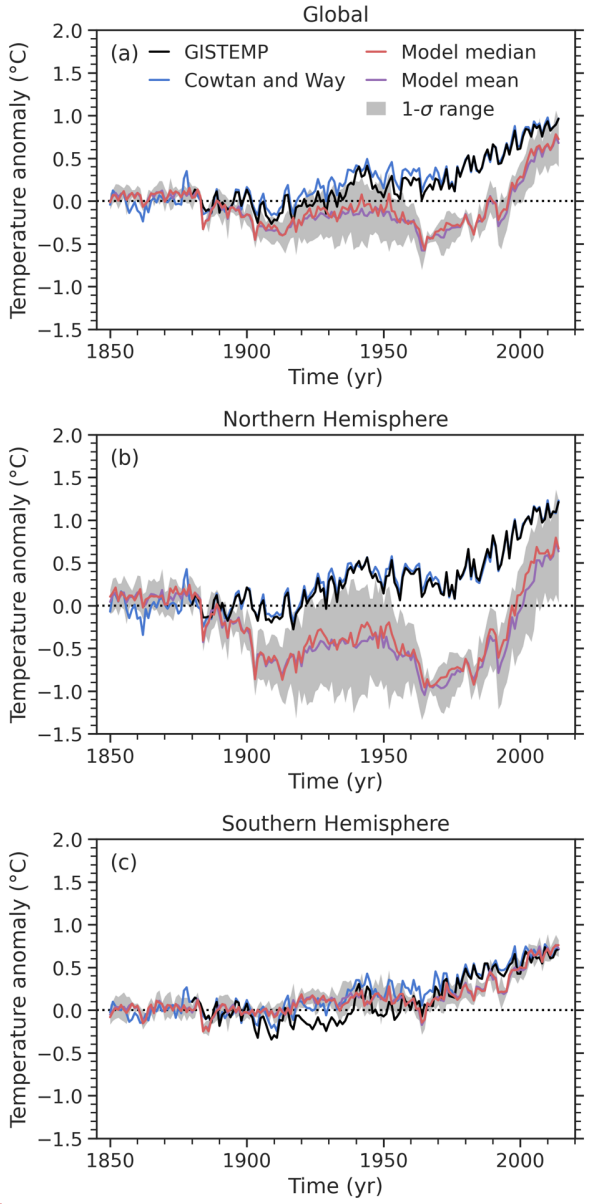 Global
(a)
GISTEMP
Cowtan and Way
Model median
Model mean
1-σ range
Temperature anomaly (°C)
2.0
1.5
1.0
0.5
0.0
−0.5
−1.0
−1.5
1850 1900 1950 2000
Time (yr)
Northern Hemisphere
(b)
Temperature anomaly (°C)
2.0
1.5
1.0
0.5
0.0
−0.5
−1.0
−1.5
1850 1900 1950 2000
Time (yr)
Southern Hemisphere
(c)
Temperature anomaly (°C)
2.0
1.5
1.0
0.5
0.0
−0.5
−1.0
−1.5
1850 1900 1950 2000
Time (yr)